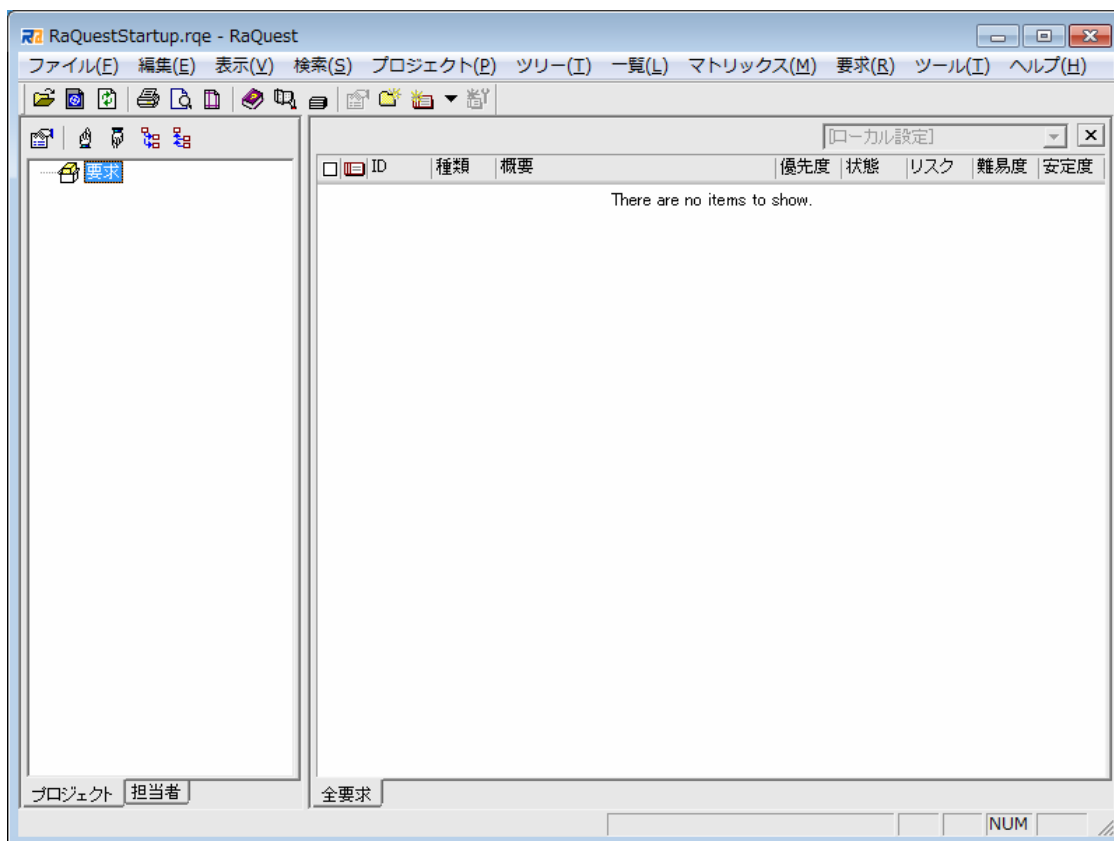 RaQuestStartup.rqe - RaQuest
ファイル(F) 編集(E) 表示(V) 検索(S) プロジェクト(P) ツリー(T) 一覧(L) マトリックス(M) 要求(R) ツール(T) ヘルプ(H)
[ローカル設定]
要求
ID 種類 概要 優先度 状態 リスク 難易度 安定度
There are no items to show.
プロジェクト 担当者
全要求
NUM